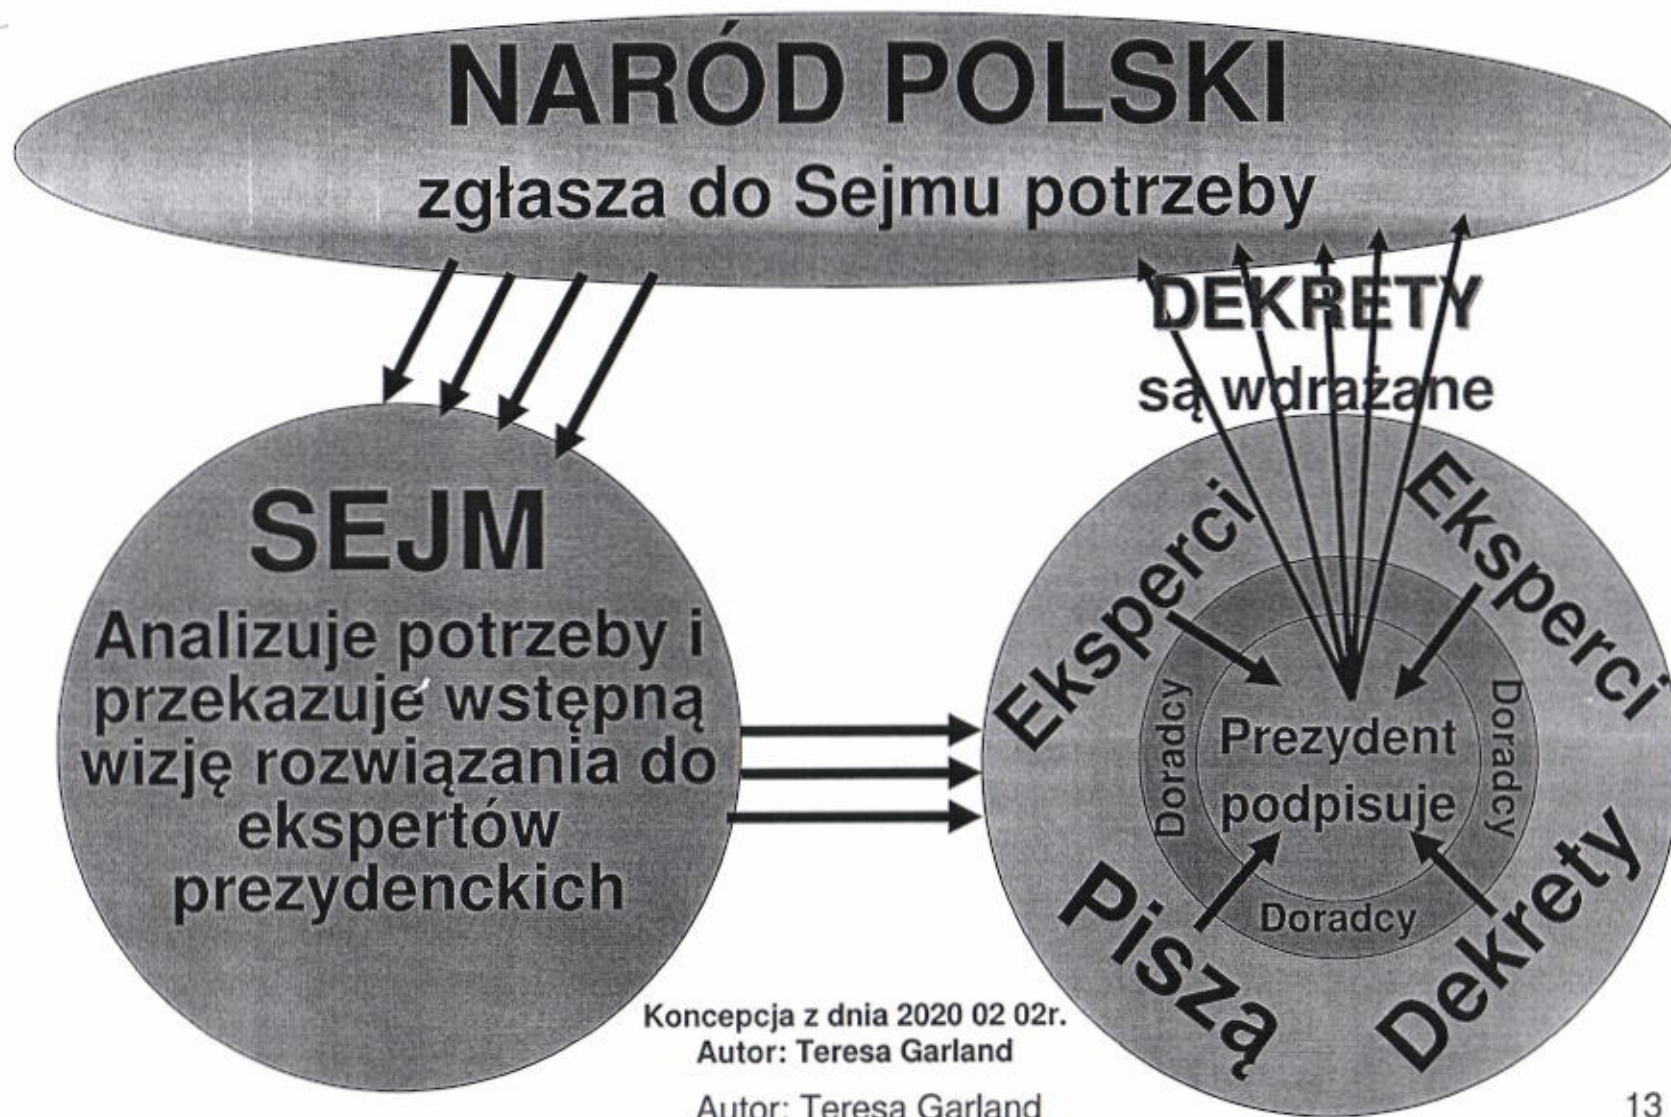 NARÓD POLSKI
zgłasza do Sejmu potrzeby
DEKRETY
są wdrażane
SEJM
Analizuje potrzeby i
przekazuje wstępną
wizję rozwiązania do
ekspertów
prezydenckich
Eksperci
Eksperci
Doradcy
Prezydent
podpisuje
Doradcy
Doradcy
Piszą
Dekrety
Koncepcja z dnia 2020 02 02r.
Autor: Teresa Garland
Autor: Teresa Garland
13